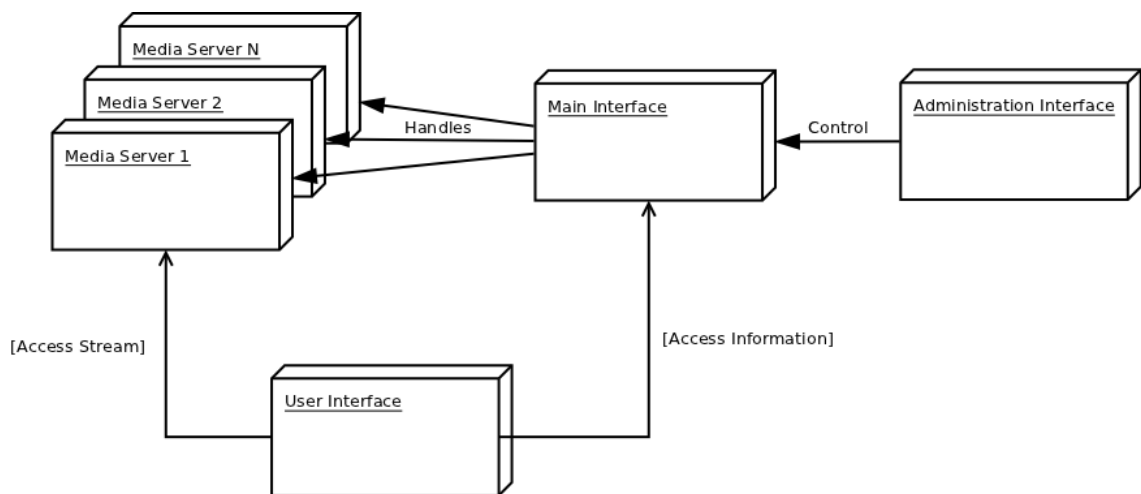 Media Server N
Media Server 2
Media Server 1
Handles
Main Interface
Control
Administration Interface
[Access Stream]
[Access Information]
User Interface